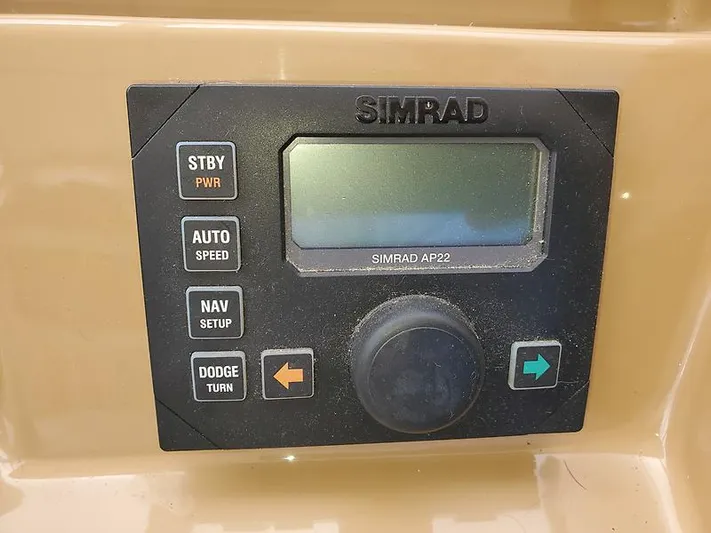 SIMRAD
STBY
PWR
SIMRAD AP22
AUTO
SPEED
NAV
SETUP
DODGE
TURN